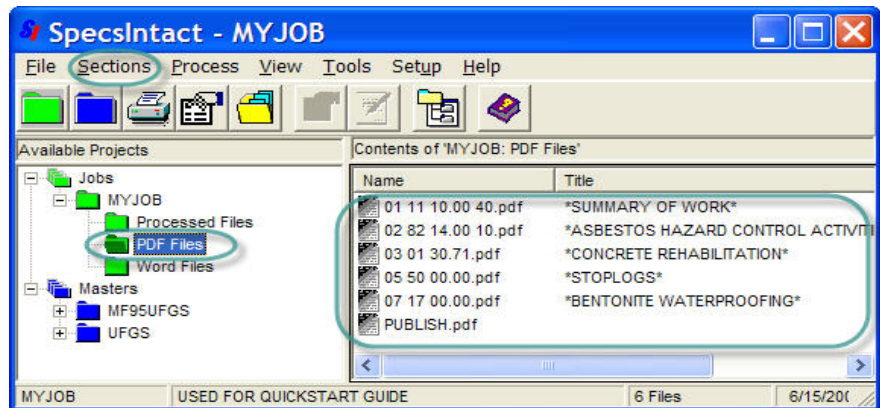 SpecsIntact - MYJOB
File Sections Process View Tools Setup Help
Available Projects
Jobs
MYJOB
Processed Files
PDF Files
Word Files
Masters
MF95UFGS
UFGS
Contents of 'MYJOB: PDF Files'
Name Title
01 11 10.00 40.pdf *SUMMARY OF WORK*
02 82 14.00 10.pdf *ASBESTOS HAZARD CONTROL ACTIVITI
03 01 30.71.pdf *CONCRETE REHABILITATION*
05 50 00.00.pdf *STOPLOGS*
07 17 00.00.pdf *BENTONITE WATERPROOFING*
PUBLISH.pdf
MYJOB USED FOR QUICKSTART GUIDE 6 Files 6/15/200